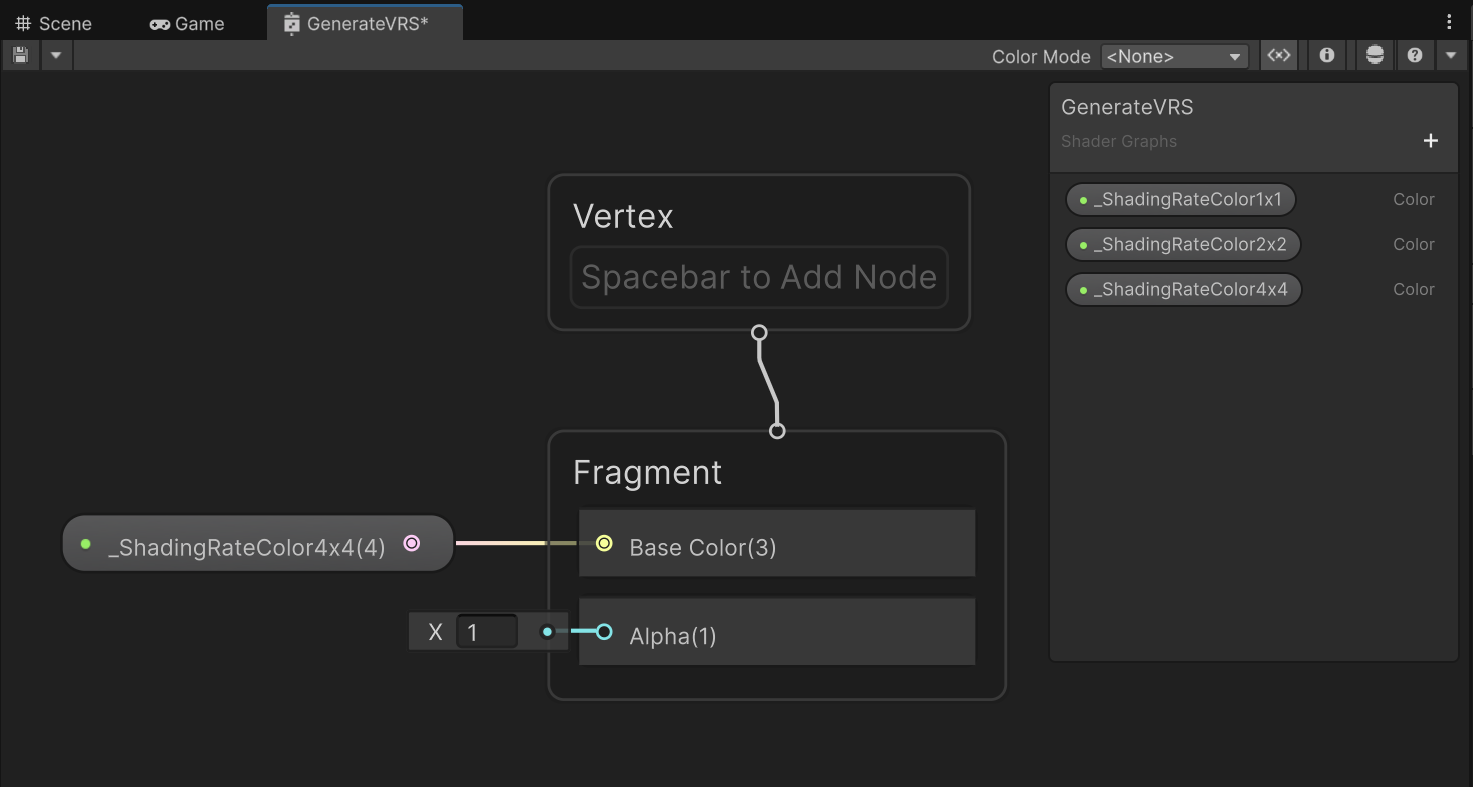 Scene
Game
GenerateVRS*
Color Mode <None>
GenerateVRS
Shader Graphs
+
_ShadingRateColor1x1 Color
_ShadingRateColor2x2 Color
_ShadingRateColor4x4 Color
Vertex
Spacebar to Add Node
Fragment
_ShadingRateColor4x4(4)
Base Color(3)
X 1
Alpha(1)